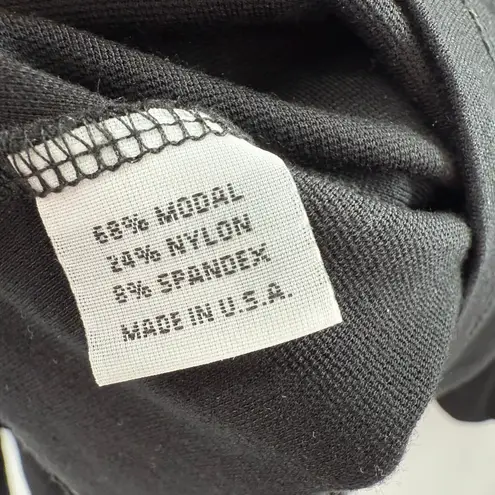 68% MODAL
24% NYLON
8% SPANDEX
MADE IN U.S.A.